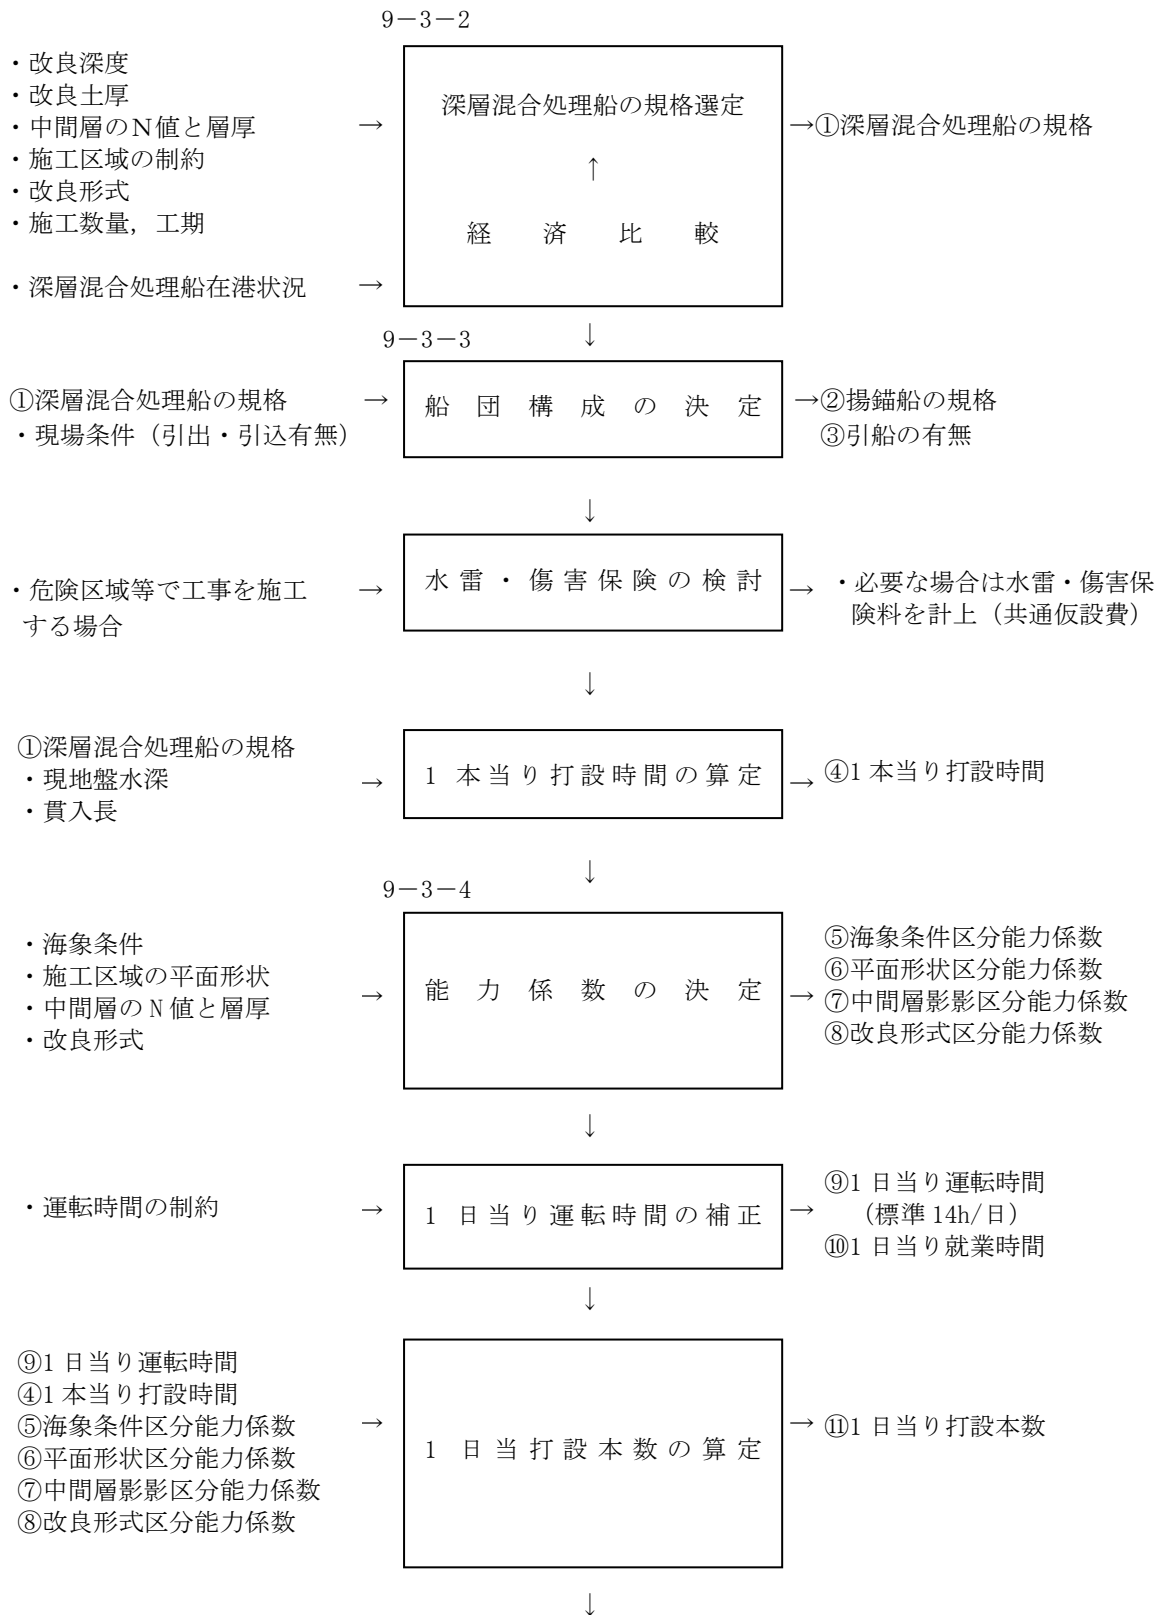 9－3－2
・改良深度
・改良土厚
・中間層のＮ値と層厚
・施工区域の制約
・改良形式
・施工数量，工期
・深層混合処理船在港状況
→
→
深層混合処理船の規格選定
↑
経済比較
→①深層混合処理船の規格
↓
9－3－3
①深層混合処理船の規格
・現場条件（引出・引込有無）
→
船団構成の決定
→②揚錨船の規格
③引船の有無
↓
・危険区域等で工事を施工
する場合
→
水雷・傷害保険の検討
→
・必要な場合は水雷・傷害保
険料を計上（共通仮設費）
↓
①深層混合処理船の規格
・現地盤水深
・貫入長
→
1 本当り打設時間の算定
→
④1 本当り打設時間
↓
9－3－4
・海象条件
・施工区域の平面形状
・中間層の N 値と層厚
・改良形式
→
能力係数の決定
→
⑤海象条件区分能力係数
⑥平面形状区分能力係数
⑦中間層影影区分能力係数
⑧改良形式区分能力係数
↓
・運転時間の制約
→
1 日当り運転時間の補正
→
⑨1 日当り運転時間
（標準 14h/日）
⑩1 日当り就業時間
↓
⑨1 日当り運転時間
④1 本当り打設時間
⑤海象条件区分能力係数
⑥平面形状区分能力係数
⑦中間層影影区分能力係数
⑧改良形式区分能力係数
→
1 日当打設本数の算定
→
⑪1 日当り打設本数
↓